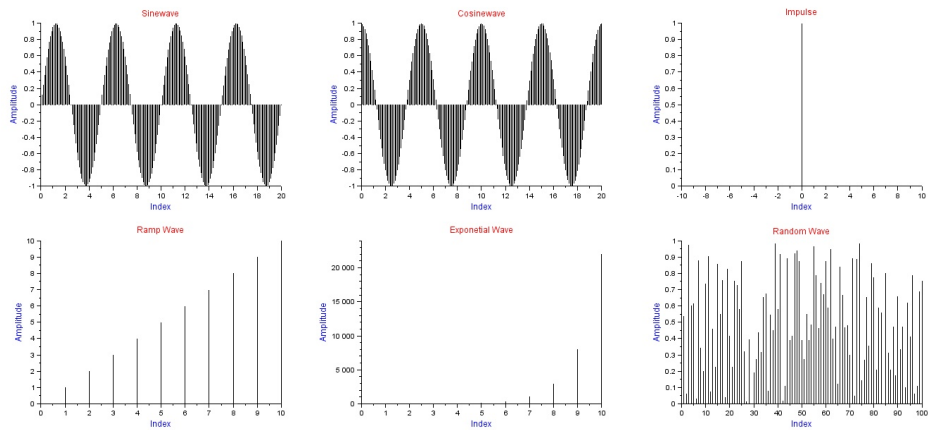 Sinewave
1
0.8
0.6
0.4
0.2
0
-0.2
-0.4
-0.6
-0.8
-1
Amplitude
0 2 4 6 8 10 12 14 16 18 20
Index
Cosinewave
1
0.8
0.6
0.4
0.2
0
-0.2
-0.4
-0.6
-0.8
-1
Amplitude
0 2 4 6 8 10 12 14 16 18 20
Index
Impulse
1
0.9
0.8
0.7
0.6
0.5
0.4
0.3
0.2
0.1
0
Amplitude
-10 -8 -6 -4 -2 0 2 4 6 8 10
Index
Ramp Wave
10
9
8
7
6
5
4
3
2
1
0
Amplitude
0 1 2 3 4 5 6 7 8 9 10
Index
Exponetial Wave
20 000
15 000
10 000
5 000
0
Amplitude
0 1 2 3 4 5 6 7 8 9 10
Index
Random Wave
1
0.9
0.8
0.7
0.6
0.5
0.4
0.3
0.2
0.1
0
Amplitude
0 10 20 30 40 50 60 70 80 90 100
Index